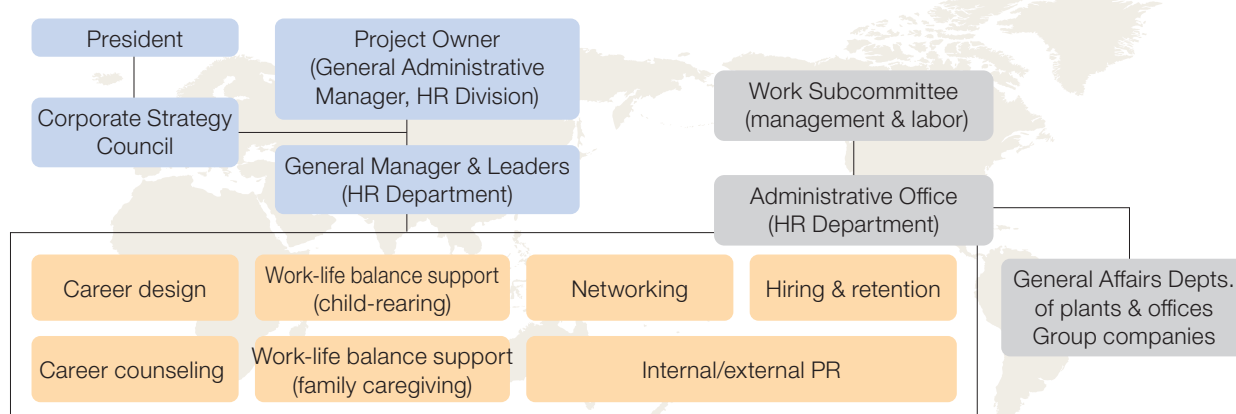 President
Project Owner
(General Administrative
Manager, HR Division)
Corporate Strategy
Council
General Manager & Leaders
(HR Department)
Work Subcommittee
(management & labor)
Administrative Office
(HR Department)
Career design
Work-life balance support
(child-rearing)
Networking
Hiring & retention
General Affairs Depts.
of plants & offices
Group companies
Career counseling
Work-life balance support
(family caregiving)
Internal/external PR